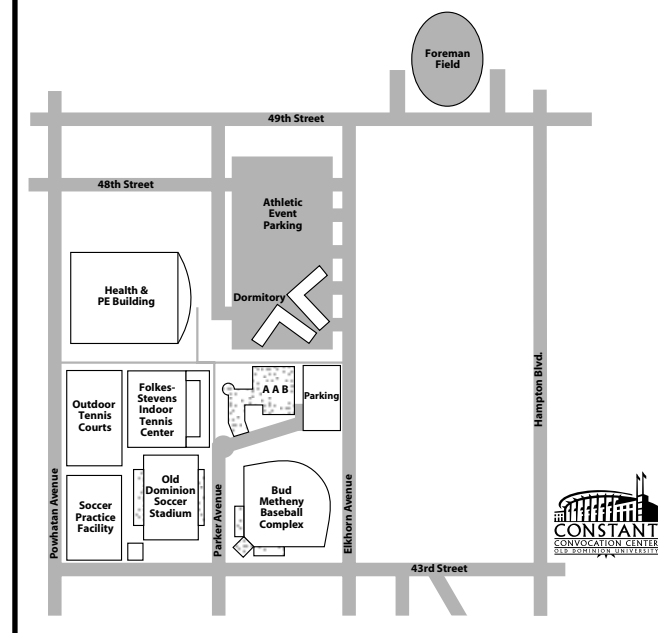 Foreman
Field
49th Street
48th Street
Athletic
Event
Parking
Health &
PE Building
Dormitory
Hampton Blvd.
Outdoor
Tennis
Courts
Folkes-
Stevens
Indoor
Tennis
Center
A A B
Parking
Powhatan Avenue
Soccer
Practice
Facility
Old
Dominion
Soccer
Stadium
Parker Avenue
Bud
Metheny
Baseball
Complex
Elkhorn Avenue
CONSTANT
CONVOCATION CENTER
OLD DOMINION UNIVERSITY
43rd Street